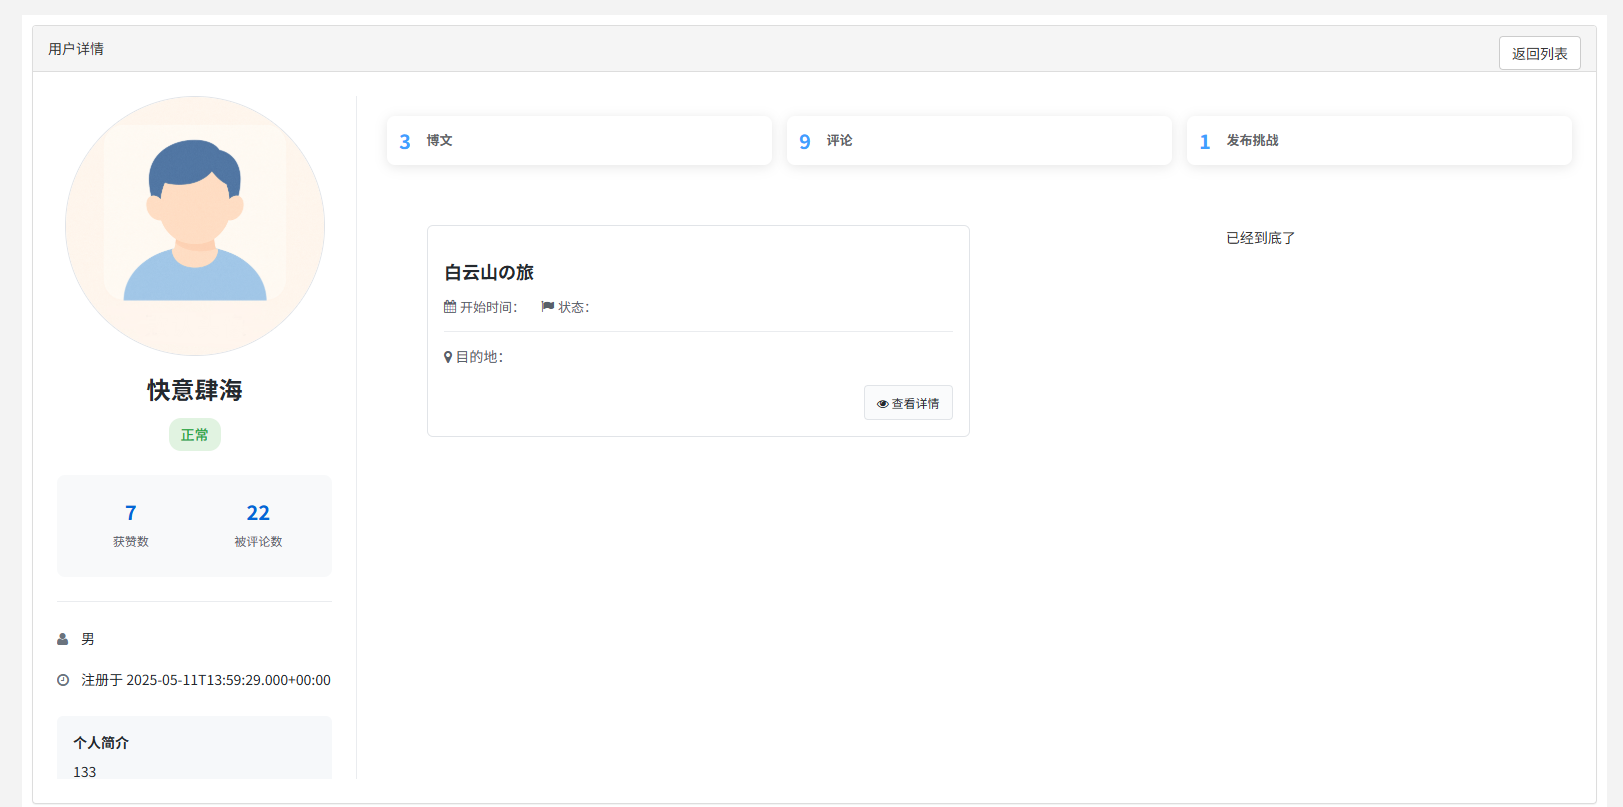 用户详情
返回列表
快意肆海
正常
7
获赞数
22
被评论数
男
注册于 2025-05-11T13:59:29.000+00:00
个人简介
133
3 博文
9 评论
1 发布挑战
白云山の旅
开始时间： 状态：
目的地：
查看详情
已经到底了